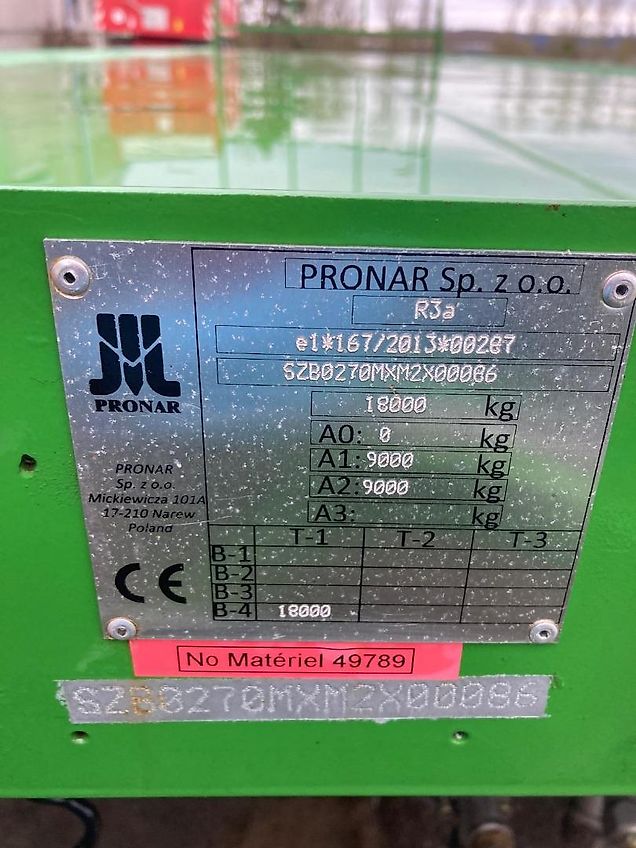 PRONAR Sp. z o.o.
R3a
e1*167/2013*00287
SZB0270MXM2X00086
18000 kg
A0: 0 kg
A1: 9000 kg
A2: 9000 kg
A3: kg
T-1 T-2 T-3
B-1
B-2
B-3
B-4 18000
PRONAR
PRONAR
Sp. z o.o.
Mickiewicza 101A
17-210 Narew
Poland
CE
No Matériel 49789
SZB0270MXM2X00086